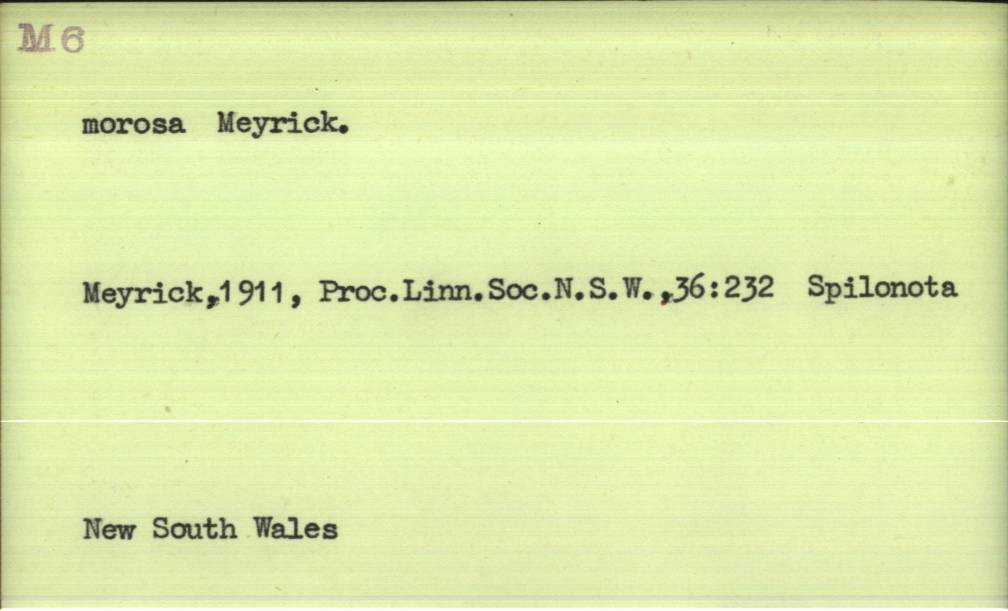 M6
morosa Meyrick.
Meyrick,1911, Proc.Linn.Soc.N.S.W.,36:232 Spilonota
New South Wales